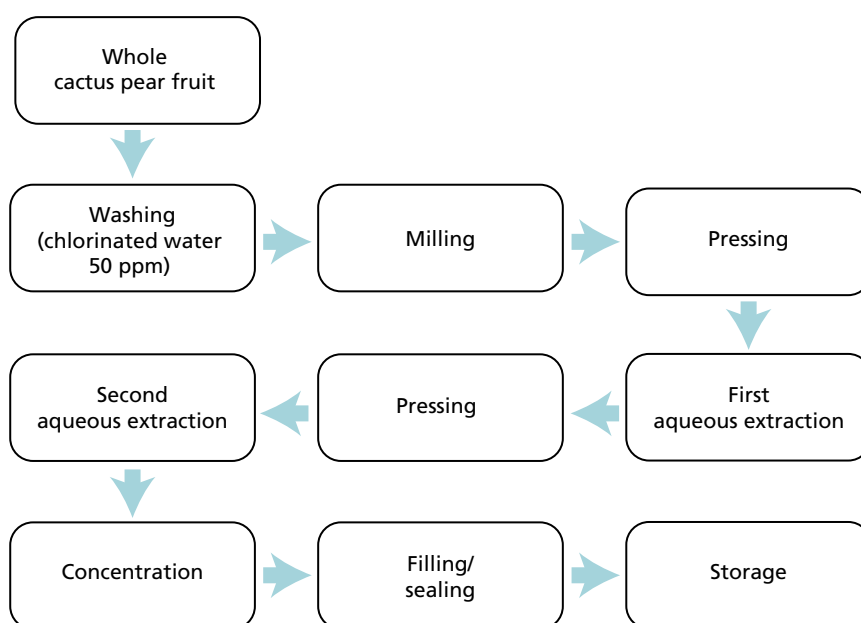 Whole
cactus pear fruit
Washing
(chlorinated water
50 ppm)
Milling
Pressing
First
aqueous extraction
Pressing
Second
aqueous extraction
Concentration
Filling/
sealing
Storage